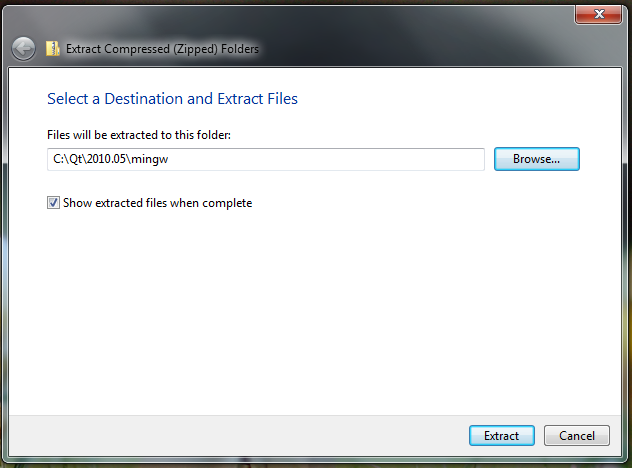 Extract Compressed (Zipped) Folders
Select a Destination and Extract Files
Files will be extracted to this folder:
C:\Qt\2010.05\mingw
Browse...
Show extracted files when complete
Extract
Cancel